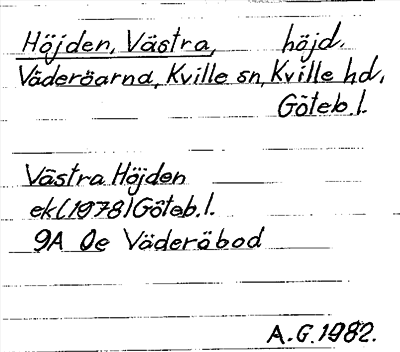 Höjden, Västra, höjd.
Väderöarna, Kville sn, Kville hd.
Göteb. l.
Västra Höjden
ek(1978)Göteb. l.
9A 0e Väderöbod
A.G.1982.